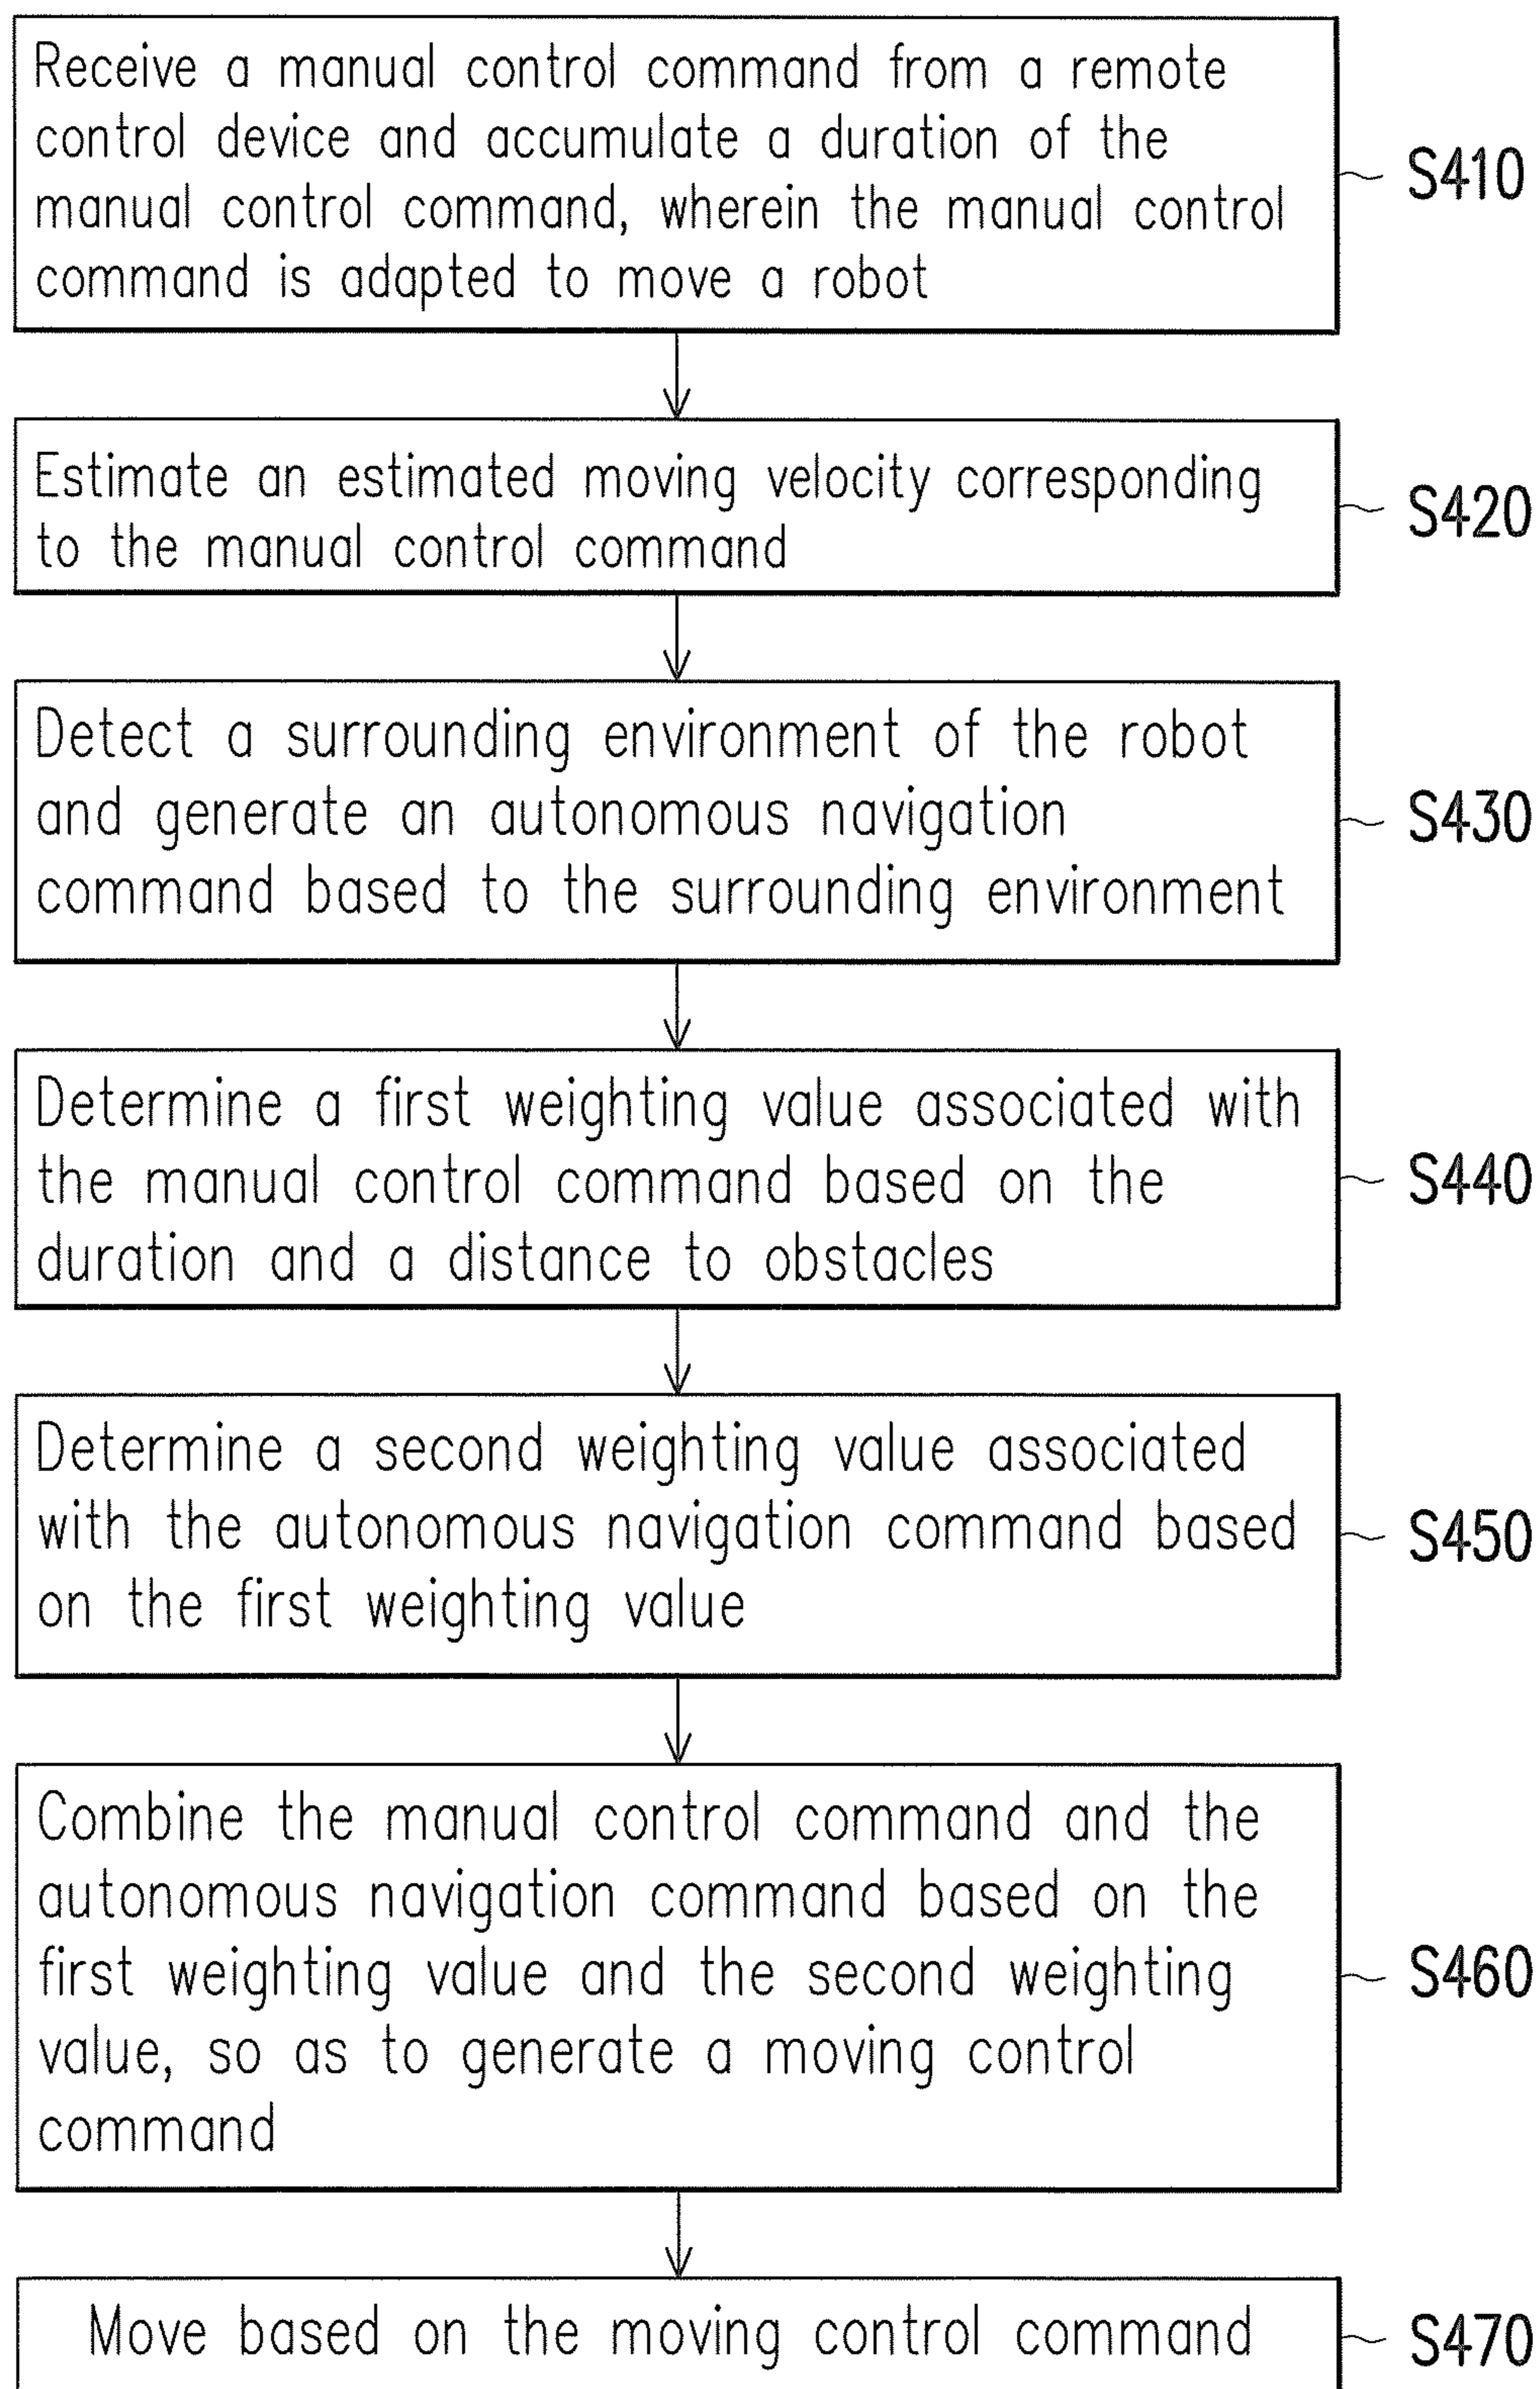 Receive a manual control command from a remote
control device and accumulate a duration of the
manual control command, wherein the manual control
command is adapted to move a robot
S410
Estimate an estimated moving velocity corresponding
to the manual control command
S420
Detect a surrounding environment of the robot
and generate an autonomous navigation
command based to the surrounding environment
S430
Determine a first weighting value associated with
the manual control command based on the
duration and a distance to obstacles
S440
Determine a second weighting value associated
with the autonomous navigation command based
on the first weighting value
S450
Combine the manual control command and the
autonomous navigation command based on the
first weighting value and the second weighting
value, so as to generate a moving control
command
S460
Move based on the moving control command
S470